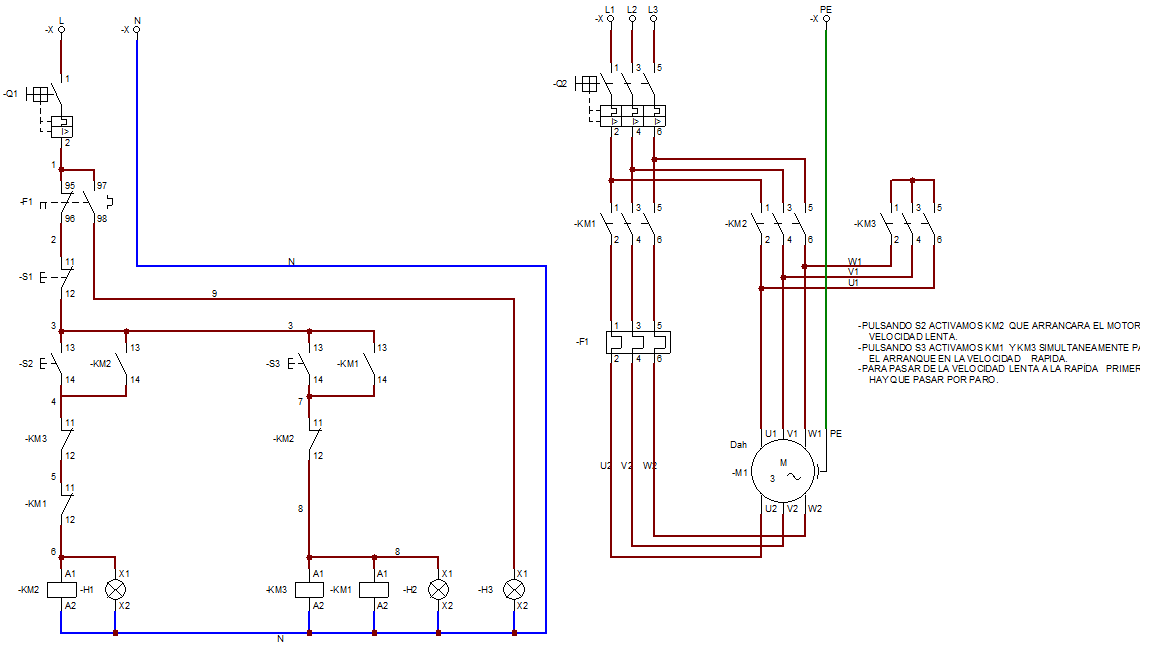 L
N
L1 L2 L3
PE
-X
-X
-X
-X
1
-Q1
2
1
3
5
-Q2
I>
I>
I>
I>
2
4
6
1
95
97
-F1
96
98
2
11
-S1
12
N
9
3
3
13
-S2
14
13
-KM2
14
13
-S3
14
13
-KM1
14
4
7
11
-KM3
12
11
-KM2
12
5
11
-KM1
12
8
6
8
A1
-KM2
A2
X1
-H1
X2
A1
-KM3
A2
A1
-KM1
A2
X1
-H2
X2
X1
-H3
X2
N
1
3
5
-KM1
2
4
6
1
3
5
-KM2
2
4
6
1
3
5
-KM3
2
4
6
W1
V1
U1
1
3
5
-F1
2
4
6
-PULSANDO S2 ACTIVAMOS KM2 QUE ARRANCARA EL MOTOR
VELOCIDAD LENTA.
-PULSANDO S3 ACTIVAMOS KM1 Y KM3 SIMULTANEAMENTE PA
EL ARRANQUE EN LA VELOCIDAD RAPIDA.
-PARA PASAR DE LA VELOCIDAD LENTA A LA RAPIDA PRIMER
HAY QUE PASAR POR PARO.
U1 V1 W1 PE
Dah
-M1
M
3
U2 V2 W2
U2 V2 W2